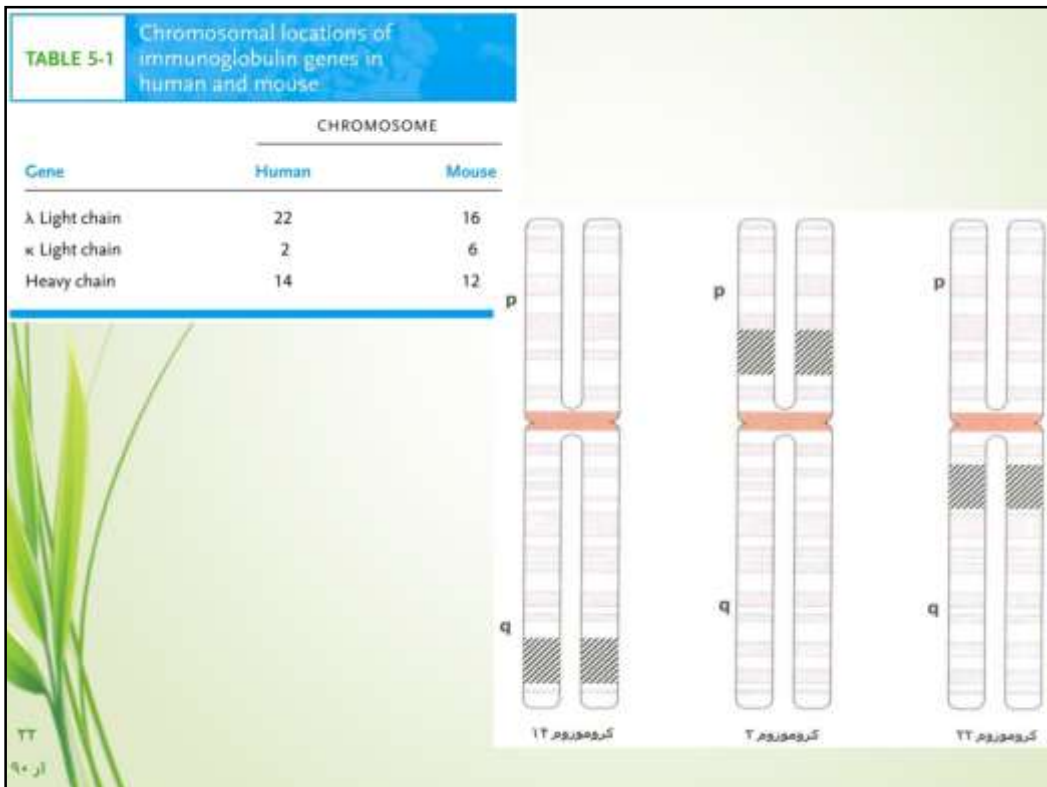 TABLE 5-1
Chromosomal locations of
immunoglobulin genes in
human and mouse
CHROMOSOME
Gene Human Mouse
λ Light chain 22 16
κ Light chain 2 6
Heavy chain 14 12
p p p
q q q
کروموزوم ۱۴ کروموزوم ۲ کروموزوم ۲۲
از ۹۰